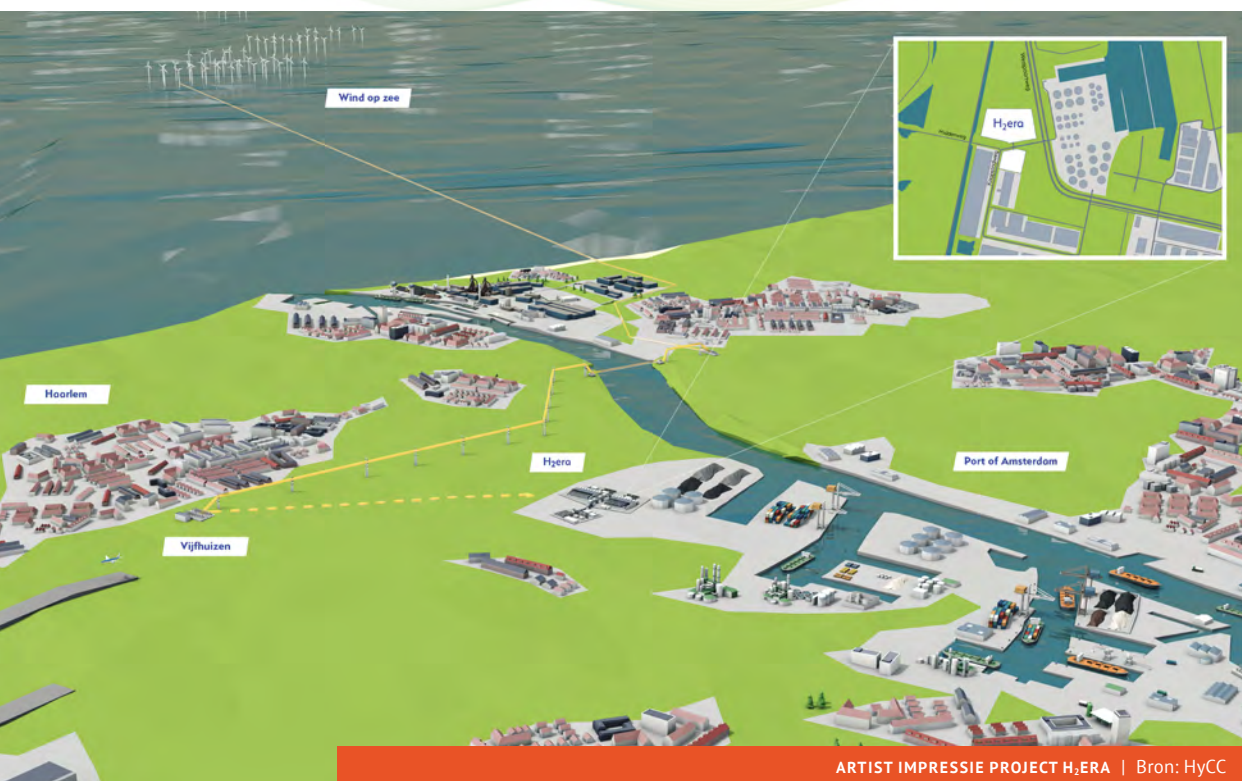 Wind op zee
H₂era
Haarlem
H₂era
Port of Amsterdam
Vijfhuizen
ARTIST IMPRESSIE PROJECT H₂ERA | Bron: HyCC